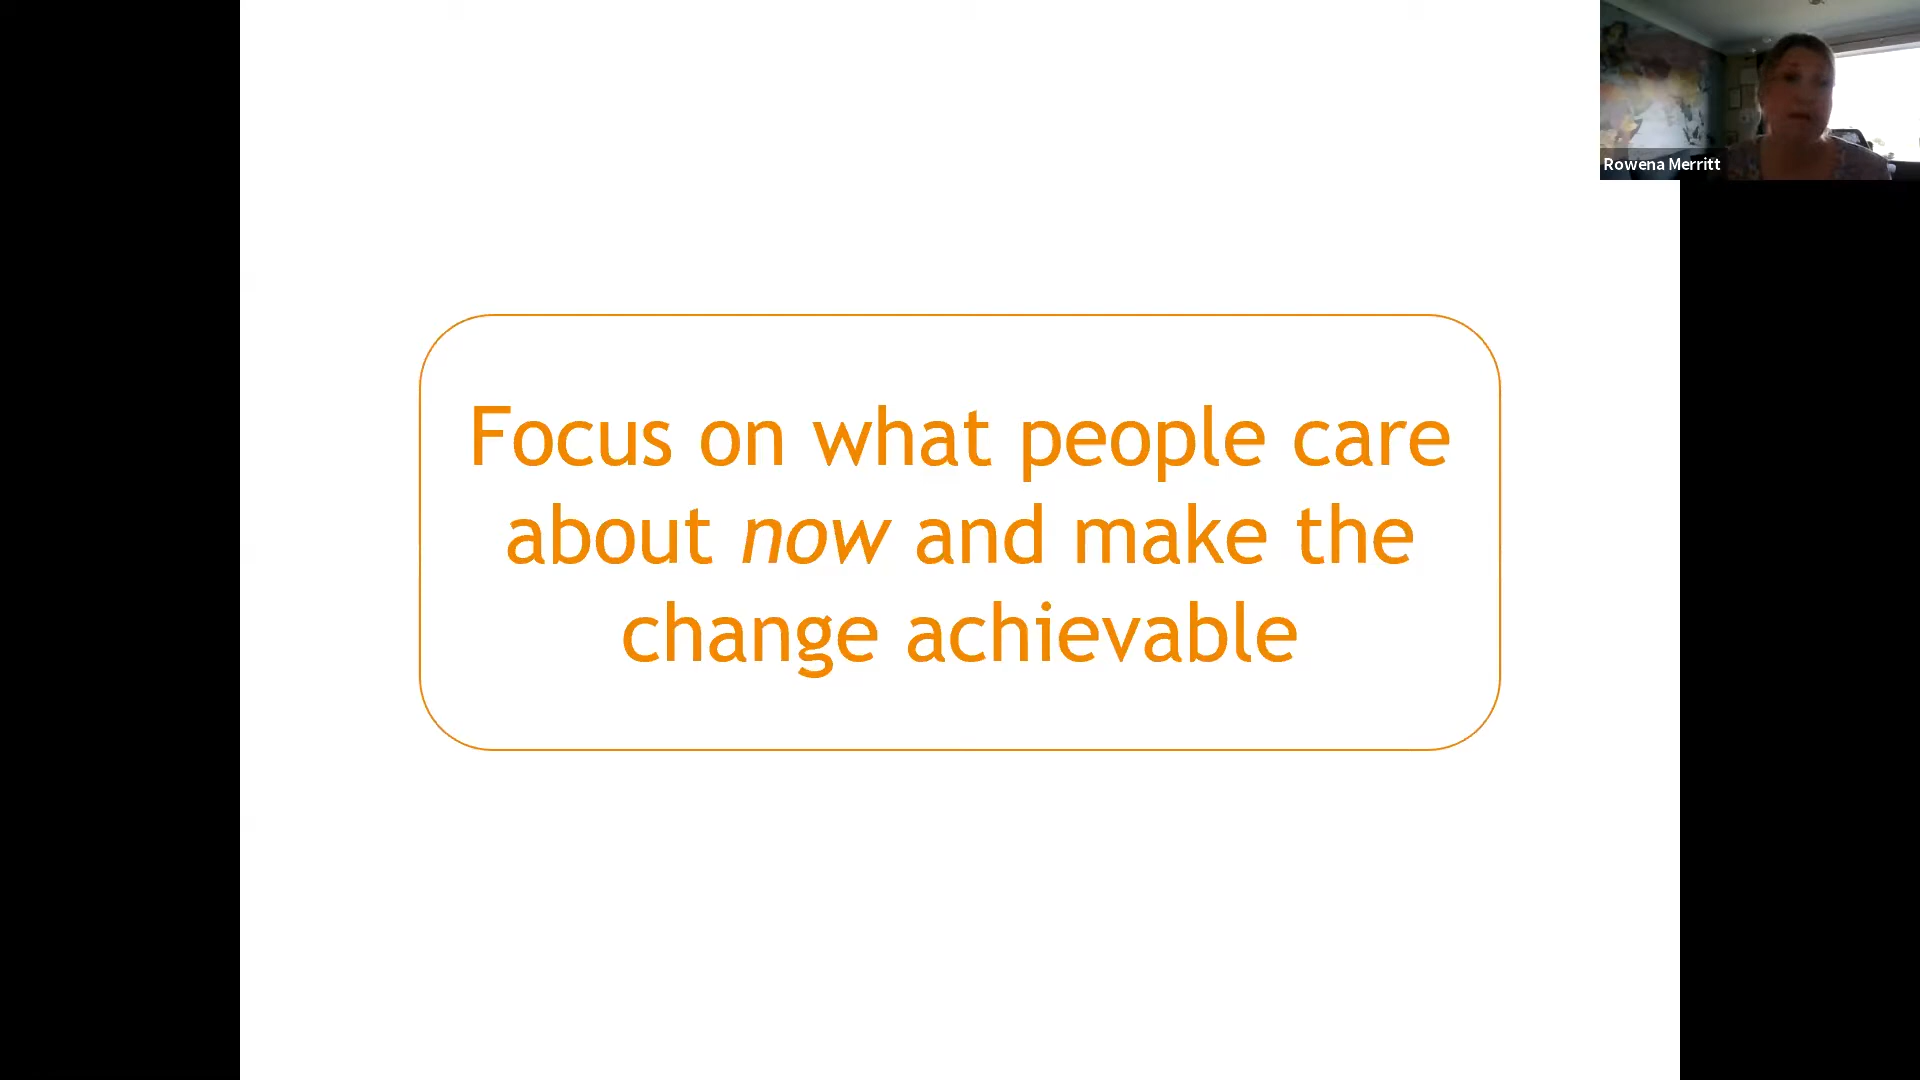 Rowena Merritt
Focus on what people care
about now and make the
change achievable